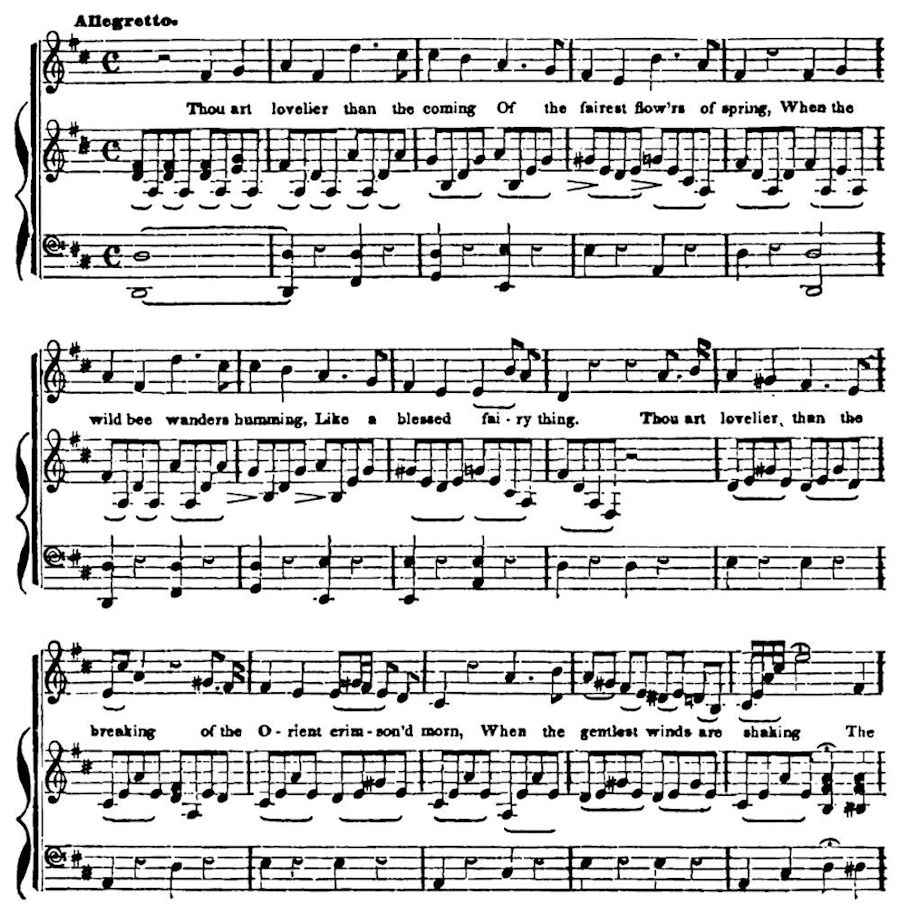 Allegretto.
Thou art lovelier than the coming Of the fairest flow'rs of spring, When the
wild bee wanders humming, Like a blessed fai - ry thing. Thou art lovelier, than the
breaking of the O - rient crim - son'd morn, When the gentlest winds are shaking The